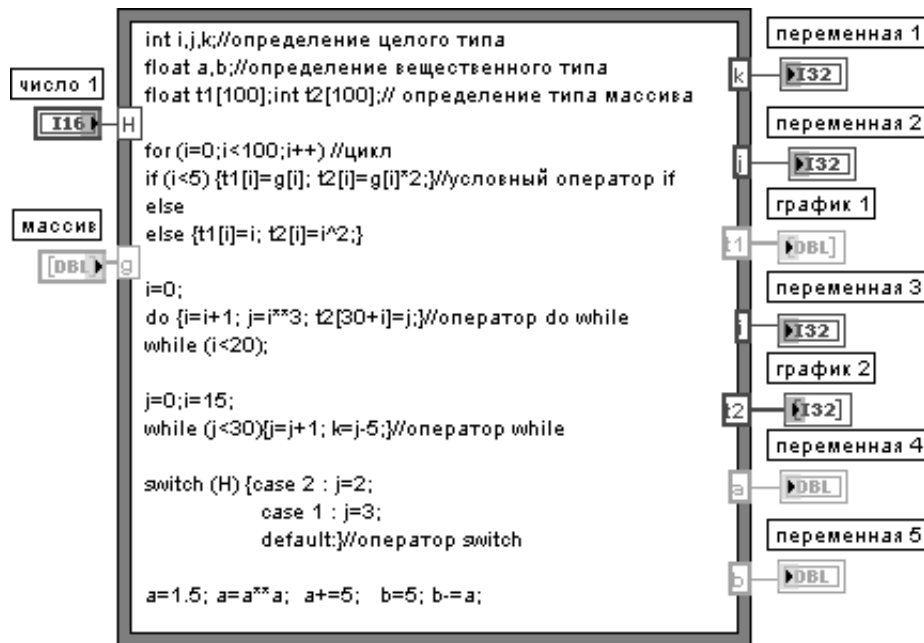 число 1
I16
H
массив
[DBL]
g
int i,j,k;//определение целого типа
float a,b;//определение вещественного типа
float t1[100];int t2[100];// определение типа массива
for (i=0;i<100;i++) //цикл
if (i<5) {t1[i]=g[i]; t2[i]=g[i]*2;}//условный оператор if
else
else {t1[i]=i; t2[i]=i^2;}
i=0;
do {i=i+1; j=i**3; t2[30+i]=j;}//оператор do while
while (i<20);
j=0;i=15;
while (j<30){j=j+1; k=j-5;}//оператор while
switch (H) {case 2 : j=2;
case 1 : j=3;
default:}//оператор switch
a=1.5; a=a**a; a+=5; b=5; b-=a;
переменная 1
k
I32
переменная 2
j
I32
график 1
t1
[DBL]
переменная 3
i
I32
график 2
t2
[I32]
переменная 4
a
DBL
переменная 5
b
DBL